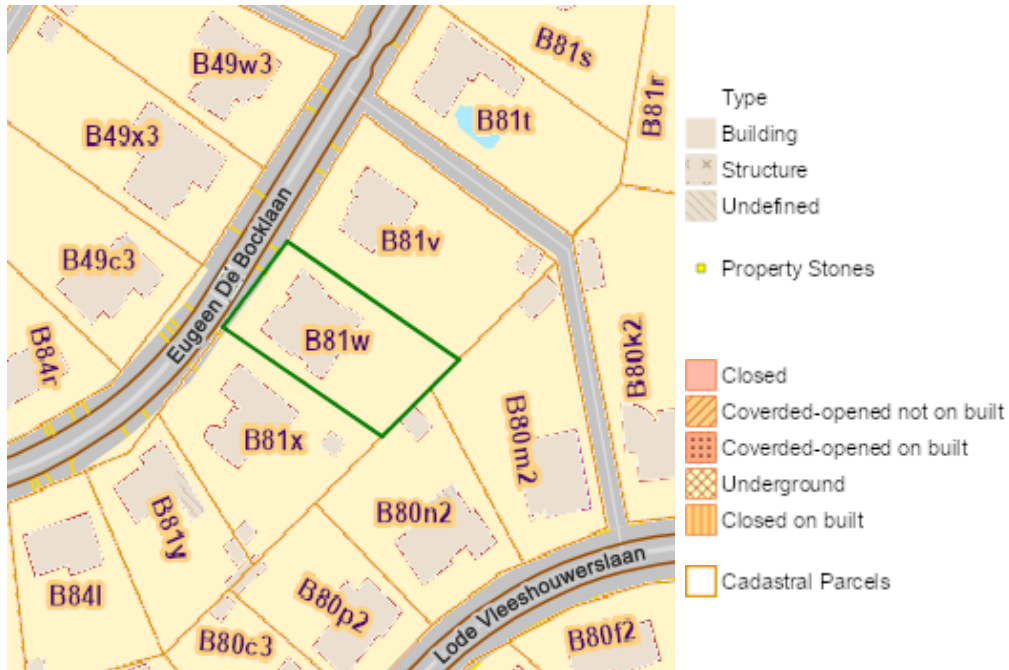 B49w3
B81s
B81r
B49x3
B81t
B81v
B49c3
Eugeen De Bocklaan
B81w
B84r
B80k2
B81x
B80m2
B81y
B80n2
B84l
B80p2
Lode Vleeshouwerslaan
B80c3
B80f2
Type
Building
Structure
Undefined
Property Stones
Closed
Coverded-opened not on built
Coverded-opened on built
Underground
Closed on built
Cadastral Parcels